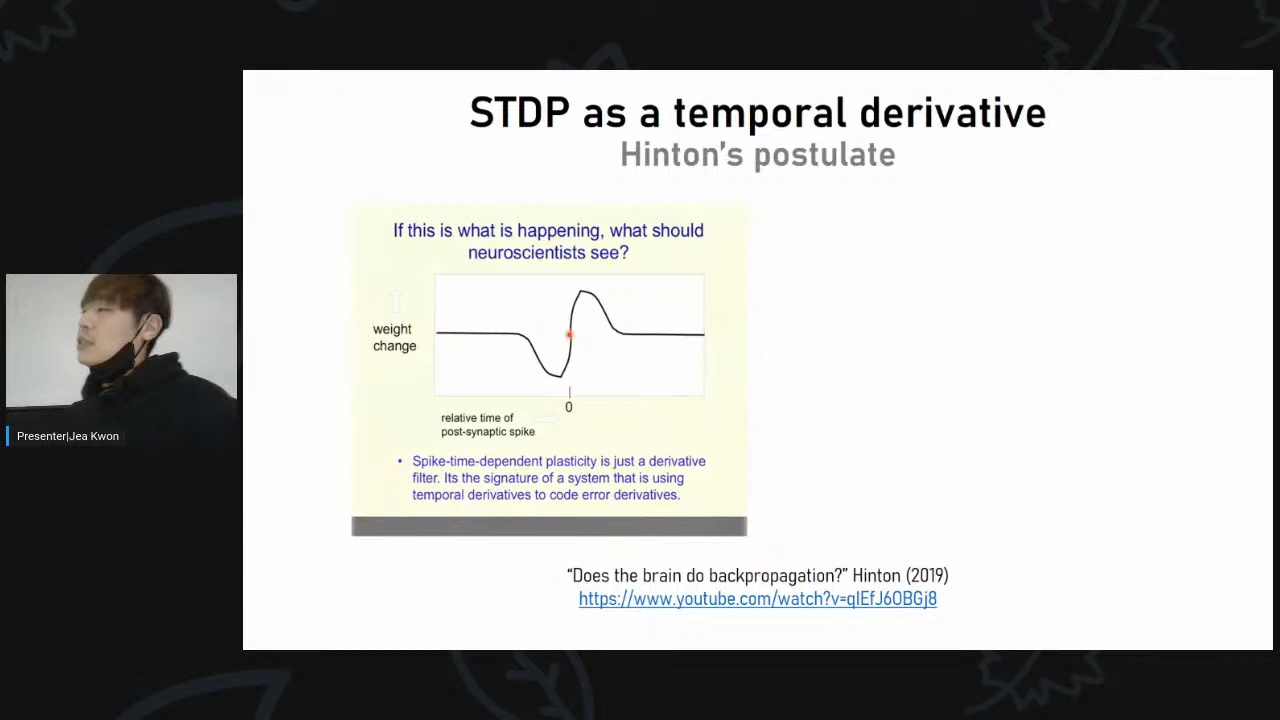 STDP as a temporal derivative
Hinton's postulate
If this is what is happening, what should
neuroscientists see?
weight
change
0
relative time of
post-synaptic spike
• Spike-time-dependent plasticity is just a derivative
filter. Its the signature of a system that is using
temporal derivatives to code error derivatives.
"Does the brain do backpropagation?" Hinton (2019)
https://www.youtube.com/watch?v=qIEfJ6OBGj8
Presenter|Jea Kwon